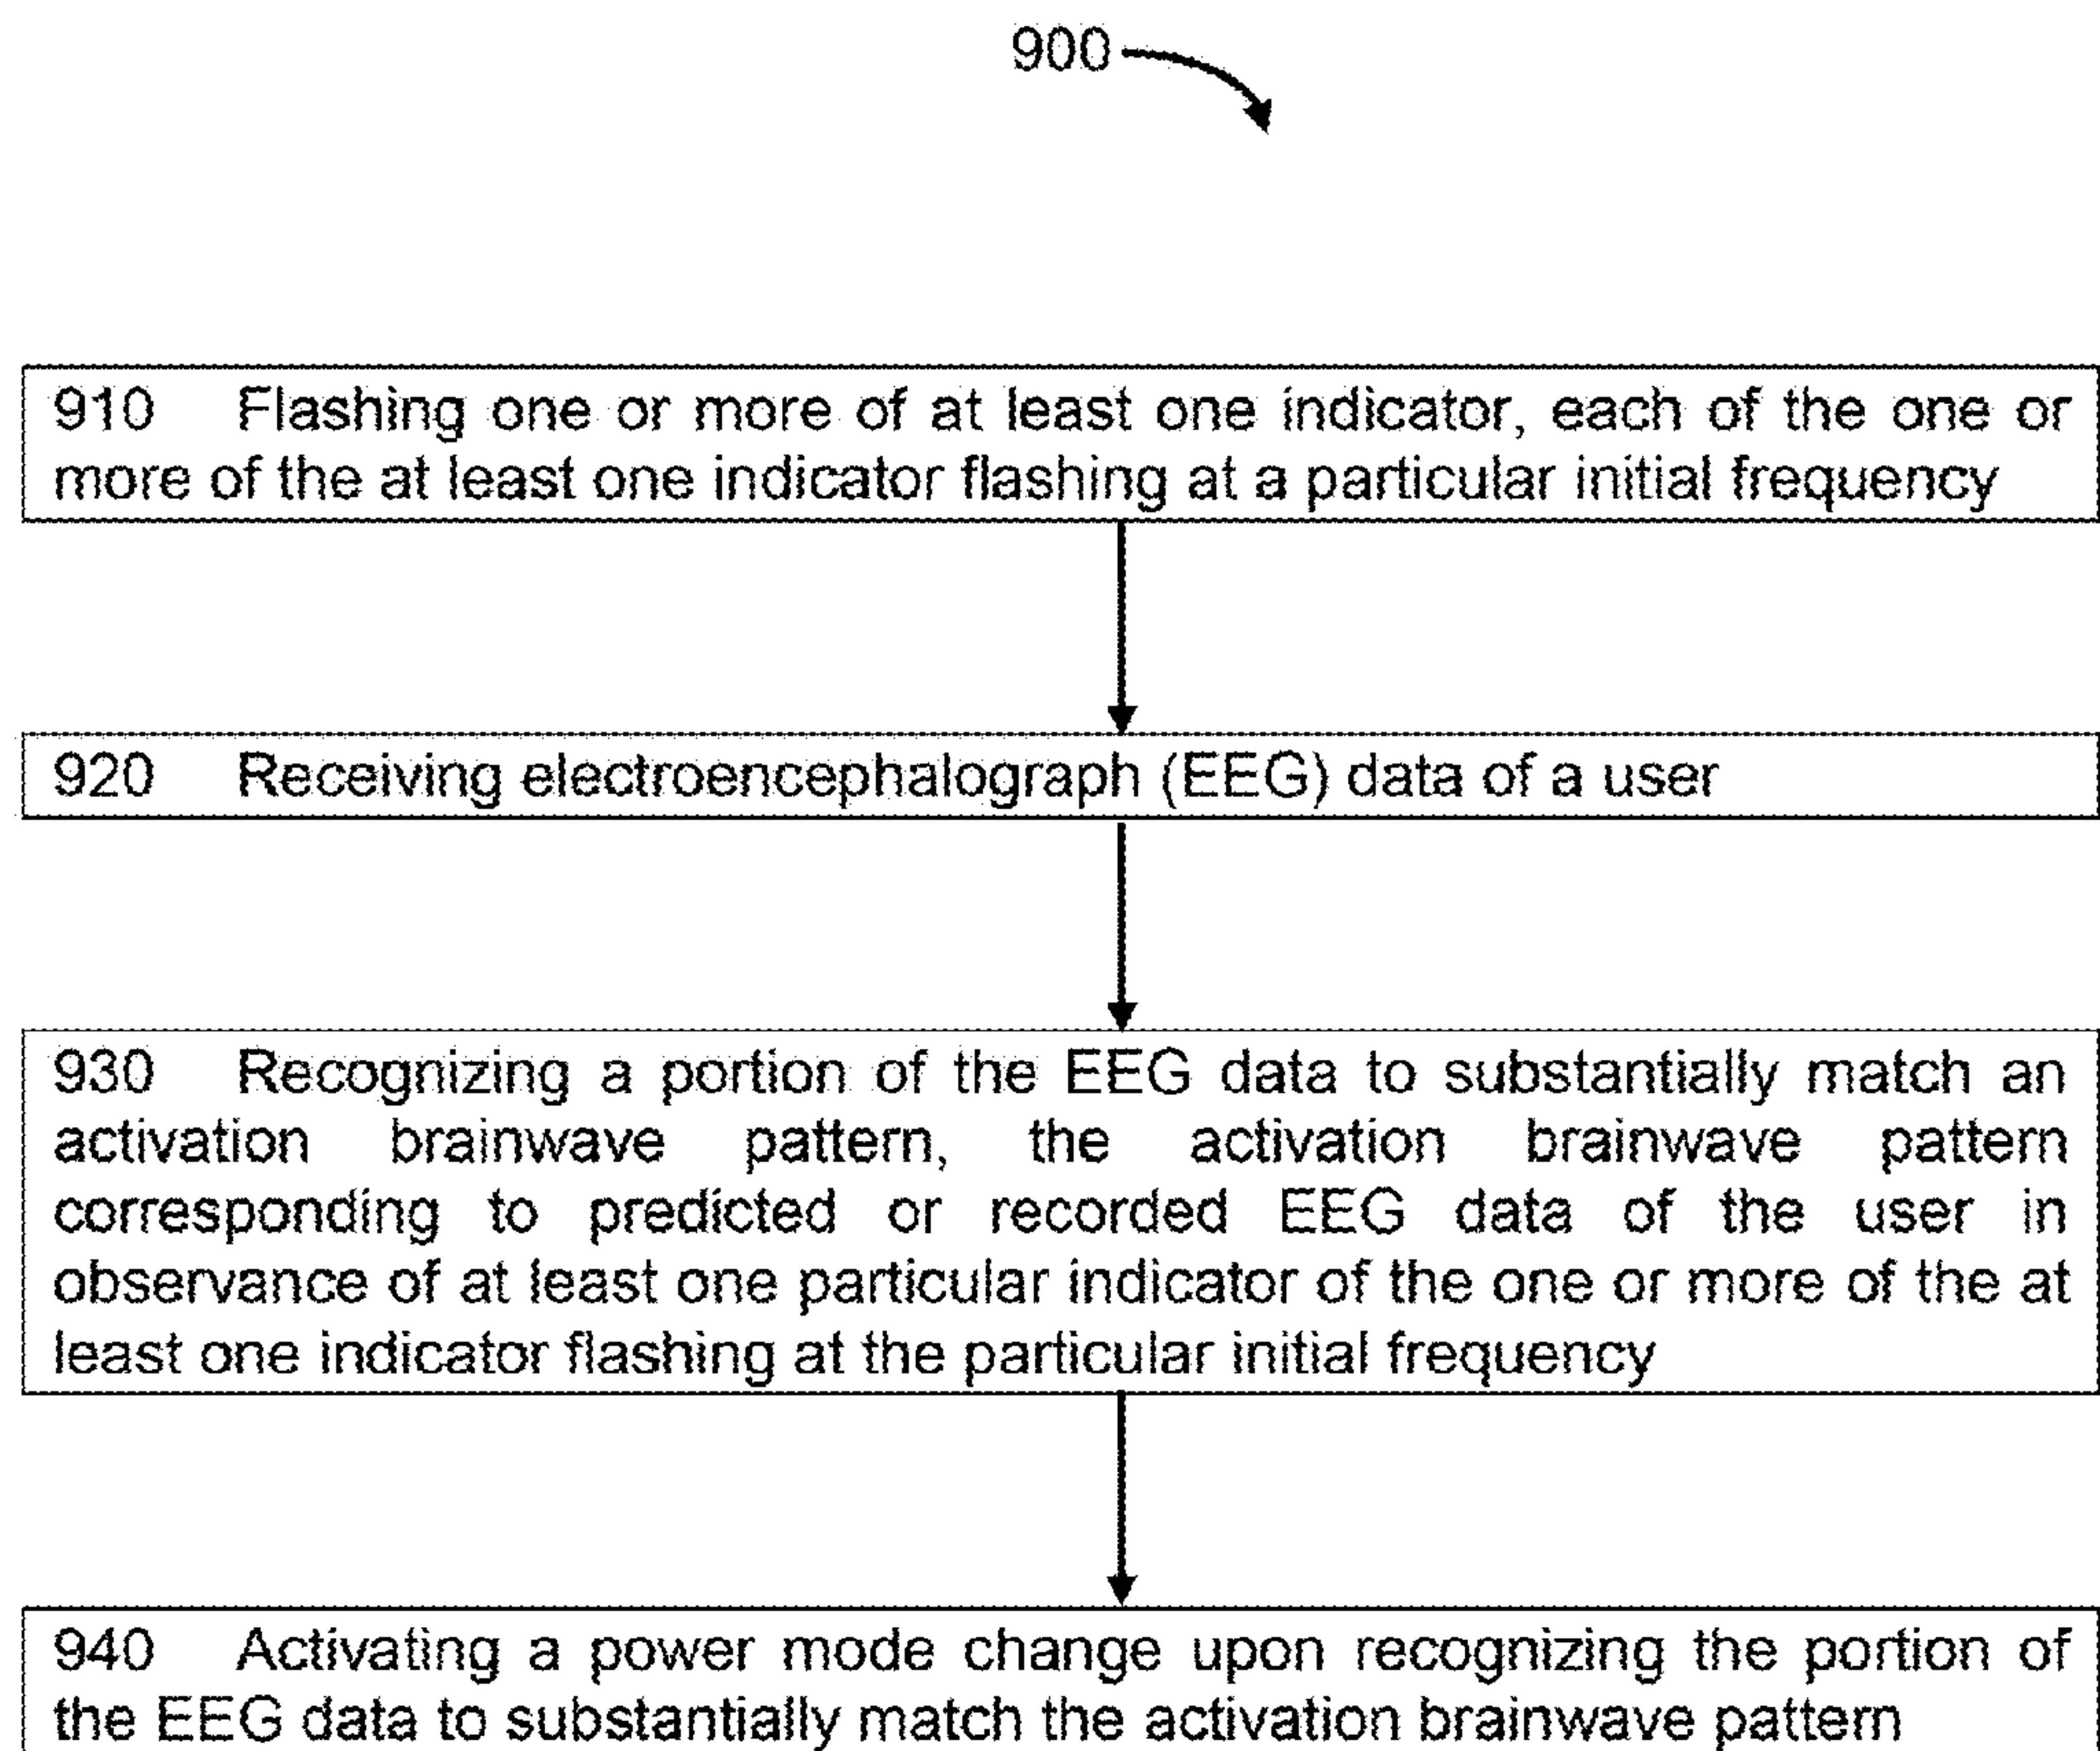 900
910 Flashing one or more of at least one indicator, each of the one or
more of the at least one indicator flashing at a particular initial frequency
920 Receiving electroencephalograph (EEG) data of a user
930 Recognizing a portion of the EEG data to substantially match an
activation brainwave pattern, the activation brainwave pattern
corresponding to predicted or recorded EEG data of the user in
observance of at least one particular indicator of the one or more of the at
least one indicator flashing at the particular initial frequency
940 Activating a power mode change upon recognizing the portion of
the EEG data to substantially match the activation brainwave pattern